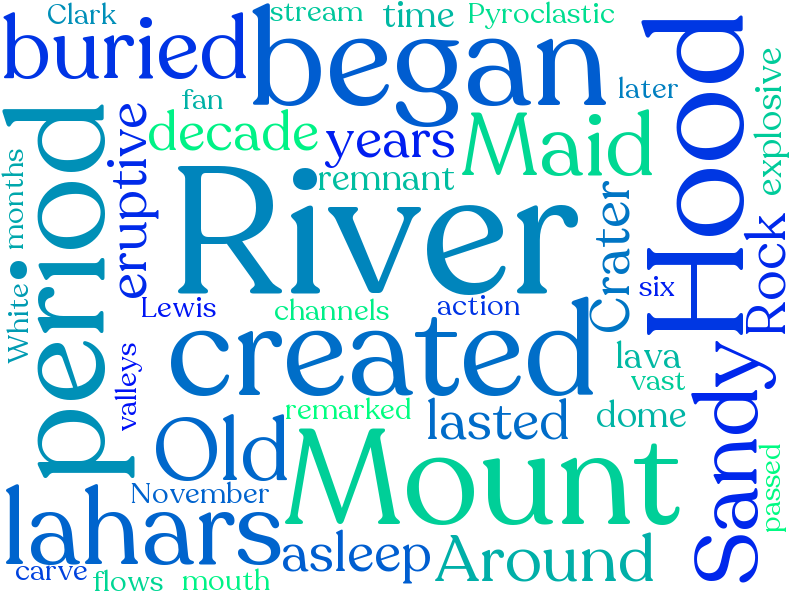 Clark
stream
time
Pyroclastic
buried
began
later
Hood
explosive
fan
decade
years
Maid
remnant
period
months
eruptive
River
Crater
Rock
White
Lewis
channels
action
six
created
valleys
lava
vast
remarked
lasted
dome
Sandy
Old
Mount
passed
November
lahars
asleep
Around
carve
flows
mouth